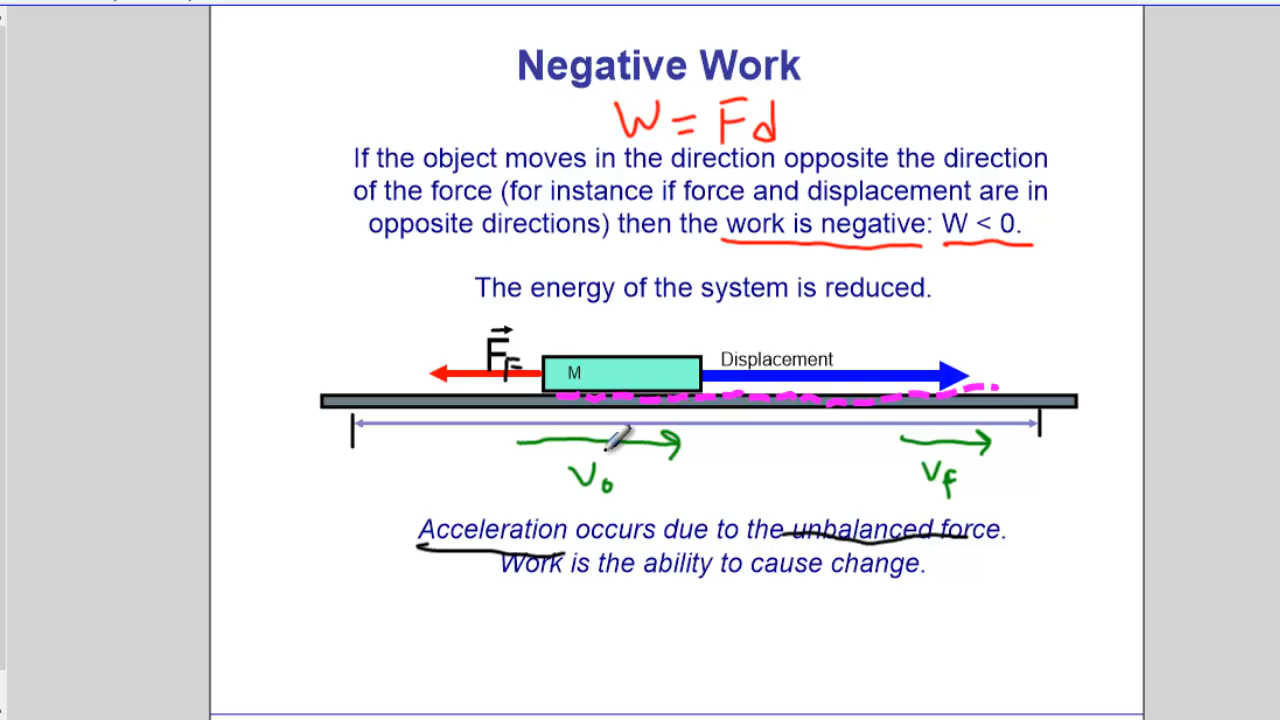 Negative Work
W = Fd
If the object moves in the direction opposite the direction
of the force (for instance if force and displacement are in
opposite directions) then the work is negative: W < 0.
The energy of the system is reduced.
F_F
M
Displacement
V₀
V_f
Acceleration occurs due to the unbalanced force.
Work is the ability to cause change.